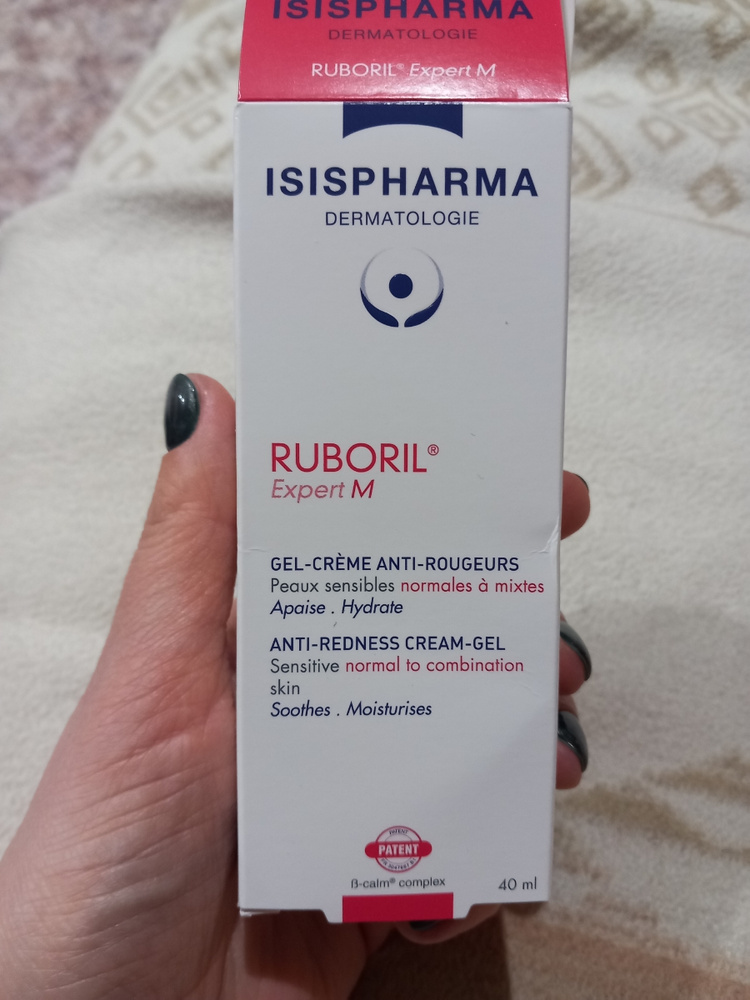 ISISPHARMA
DERMATOLOGIE
RUBORIL® Expert M
ISISPHARMA
DERMATOLOGIE
RUBORIL®
Expert M
GEL-CRÈME ANTI-ROUGEURS
Peaux sensibles normales à mixtes
Apaise . Hydrate
ANTI-REDNESS CREAM-GEL
Sensitive normal to combination
skin
Soothes . Moisturises
PATENT
PATENT
ß-calm® complex
40 ml